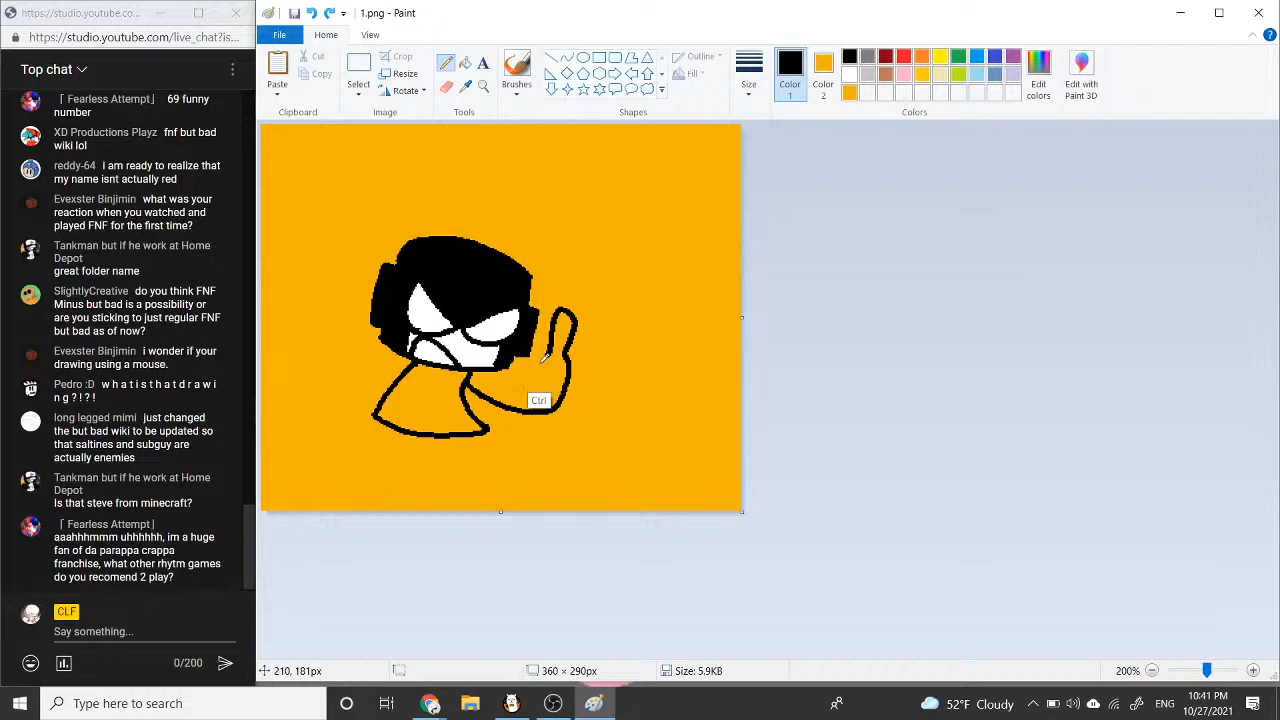 https://studio.youtube.com/live_chat?is_po...
https://studio.youtube.com/live_chat?is...
Top chat
「 Fearless Attempt」 69 funny
number
XD Productions Playz fnf but bad
wiki lol
reddy-64 i am ready to realize that
my name isnt actually red
Evexster Binjimin what was your
reaction when you watched and
played FNF for the first time?
Tankman but if he work at Home
Depot
great folder name
SlightlyCreative do you think FNF
Minus but bad is a possibility or
are you sticking to just regular FNF
but bad as of now?
Evexster Binjimin i wonder if your
drawing using a mouse.
Pedro :D w h a t i s t h a t d r a w i
n g ? ! ? !
long legged mimi just changed
the but bad wiki to be updated so
that saltines and subguy are
actually enemies
Tankman but if he work at Home
Depot
Is that steve from minecraft?
「 Fearless Attempt」
aaahhhmmm uhhhhhh, im a huge
fan of da parappa crappa
franchise, what other rhytm games
do you recomend 2 play?
CLF
Say something...
0/200
1.png - Paint
File Home View
Paste
Cut
Copy
Clipboard
Select
Crop
Resize
Rotate
Image
A
Tools
Brushes
Outline
Fill
Shapes
Size
Color
1
Color
2
Edit
colors
Edit with
Paint 3D
Colors
Ctrl
210, 181px
360 × 290px
Size: 5.9KB
200%
Type here to search
52°F Cloudy
ENG
10:41 PM
10/27/2021